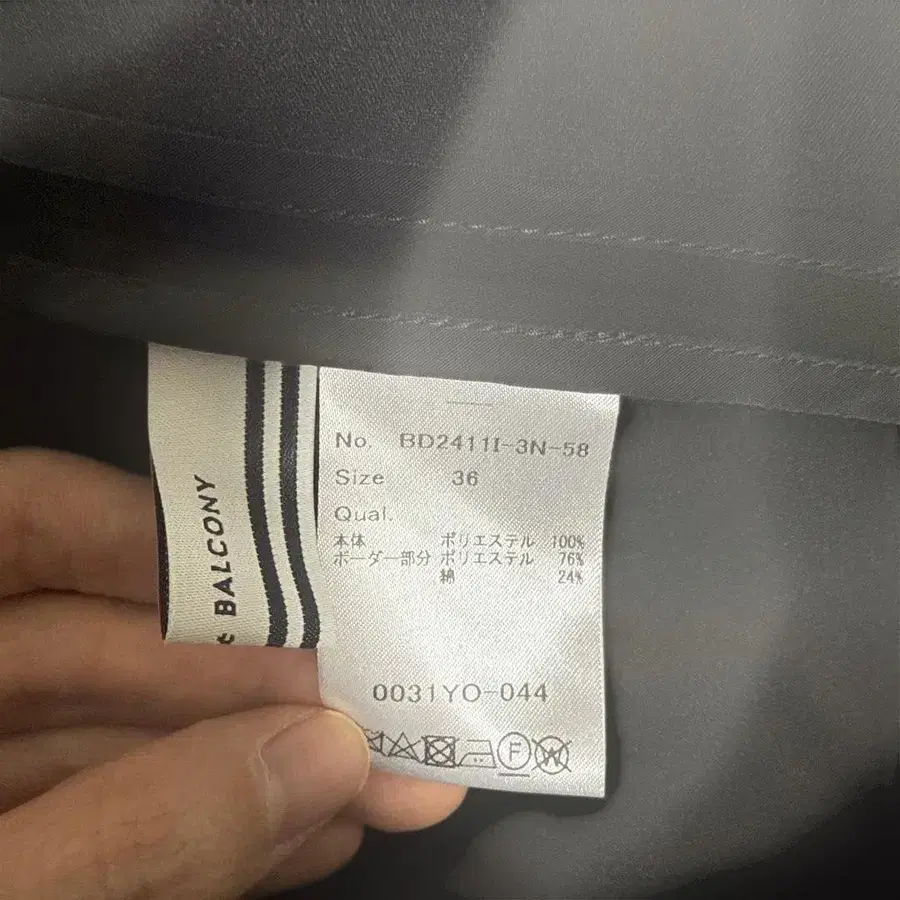 BALCONY
No. BD2411I-3N-58
Size 36
Qual.
本体 ポリエステル 100%
ボーダー部分 ポリエステル 76%
綿 24%
0031YO-044
F
W